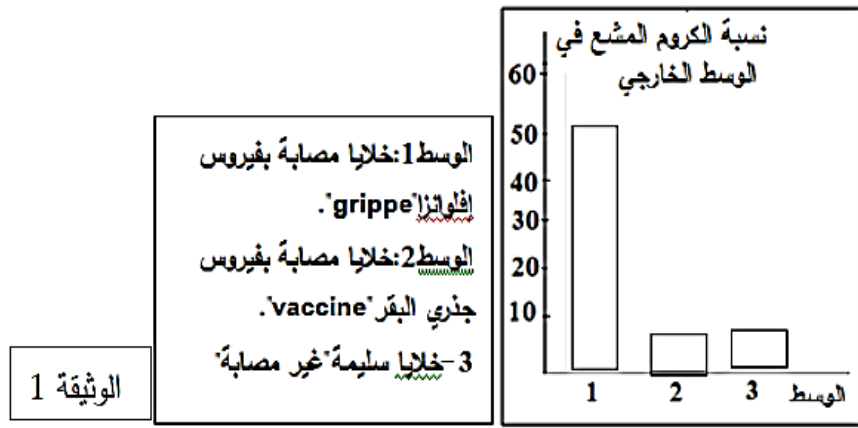 نسبة الكروم المشع في
الوسط الخارجي
60
50
40
30
20
10
1 2 3 الوسط
الوسط1:خلايا مصابة بفيروس
إفلوانزا"grippe".
الوسط2:خلايا مصابة بفيروس
جذري البقر"vaccine".
3-خلايا سليمة"غير مصابة"
الوثيقة 1